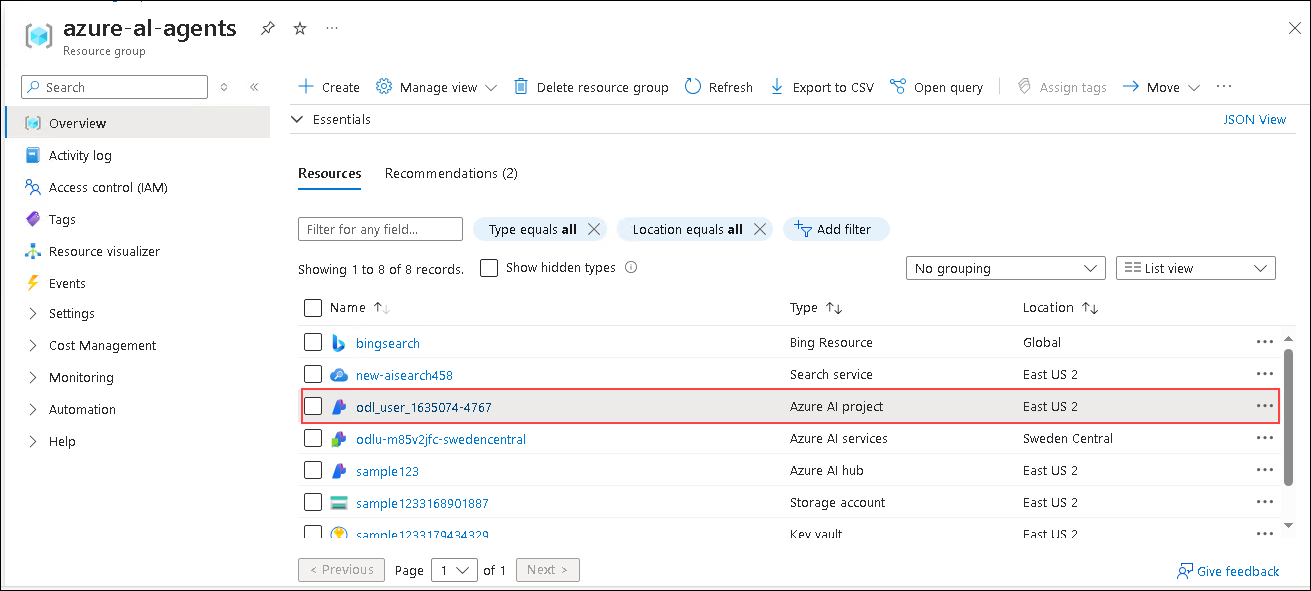 azure-al-agents
Resource group
Search
Create
Manage view
Delete resource group
Refresh
Export to CSV
Open query
Assign tags
Move
Overview
Activity log
Access control (IAM)
Tags
Resource visualizer
Events
Settings
Cost Management
Monitoring
Automation
Help
Essentials
JSON View
Resources
Recommendations (2)
Filter for any field...
Type equals all
Location equals all
Add filter
Showing 1 to 8 of 8 records.
Show hidden types
No grouping
List view
Name Type Location
bingsearch Bing Resource Global
new-aisearch458 Search service East US 2
odl_user_1635074-4767 Azure AI project East US 2
odlu-m85v2jfc-swedencentral Azure AI services Sweden Central
sample123 Azure AI hub East US 2
sample1233168901887 Storage account East US 2
sample1233179434329 Key vault East US 2
< Previous Page 1 of 1 Next >
Give feedback